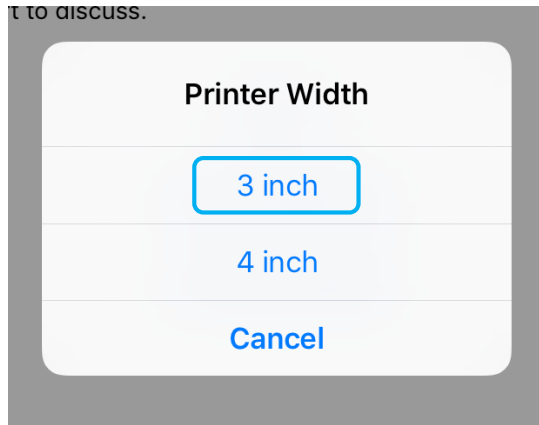 t to discuss.
Printer Width
3 inch
4 inch
Cancel